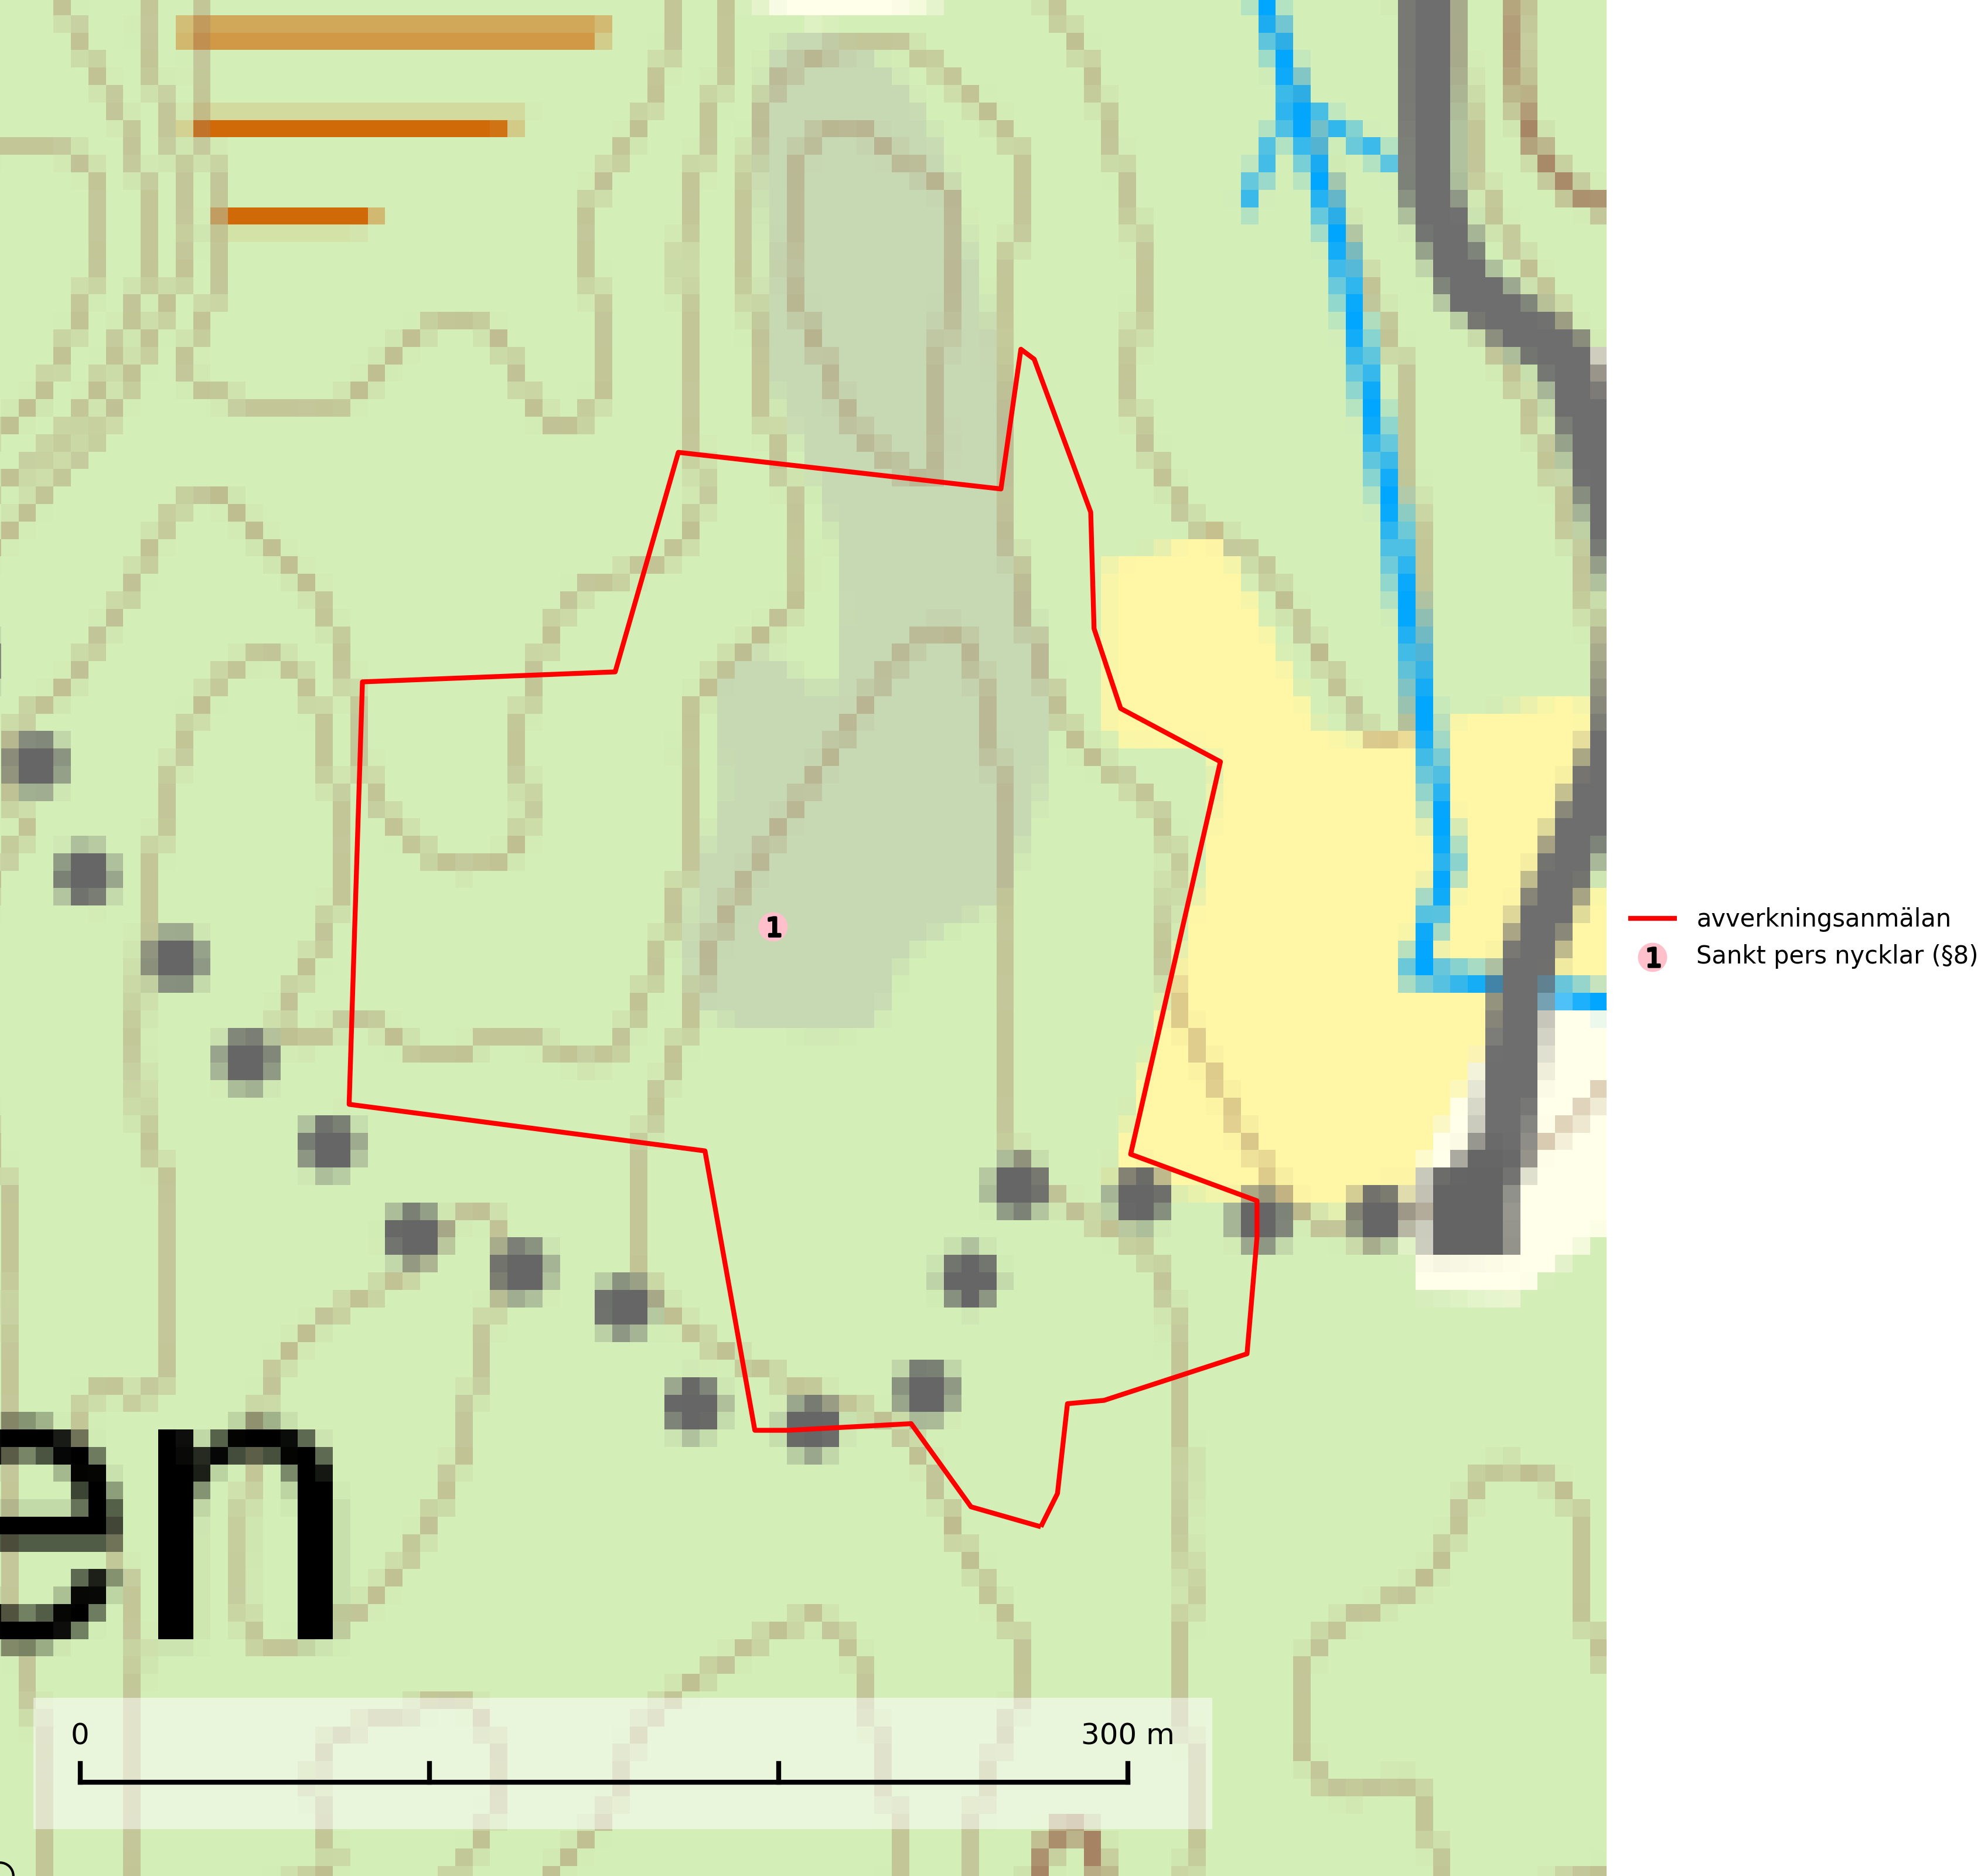 1
avverkningsanmälan
1 Sankt pers nycklar (§8)
en
0 300 m